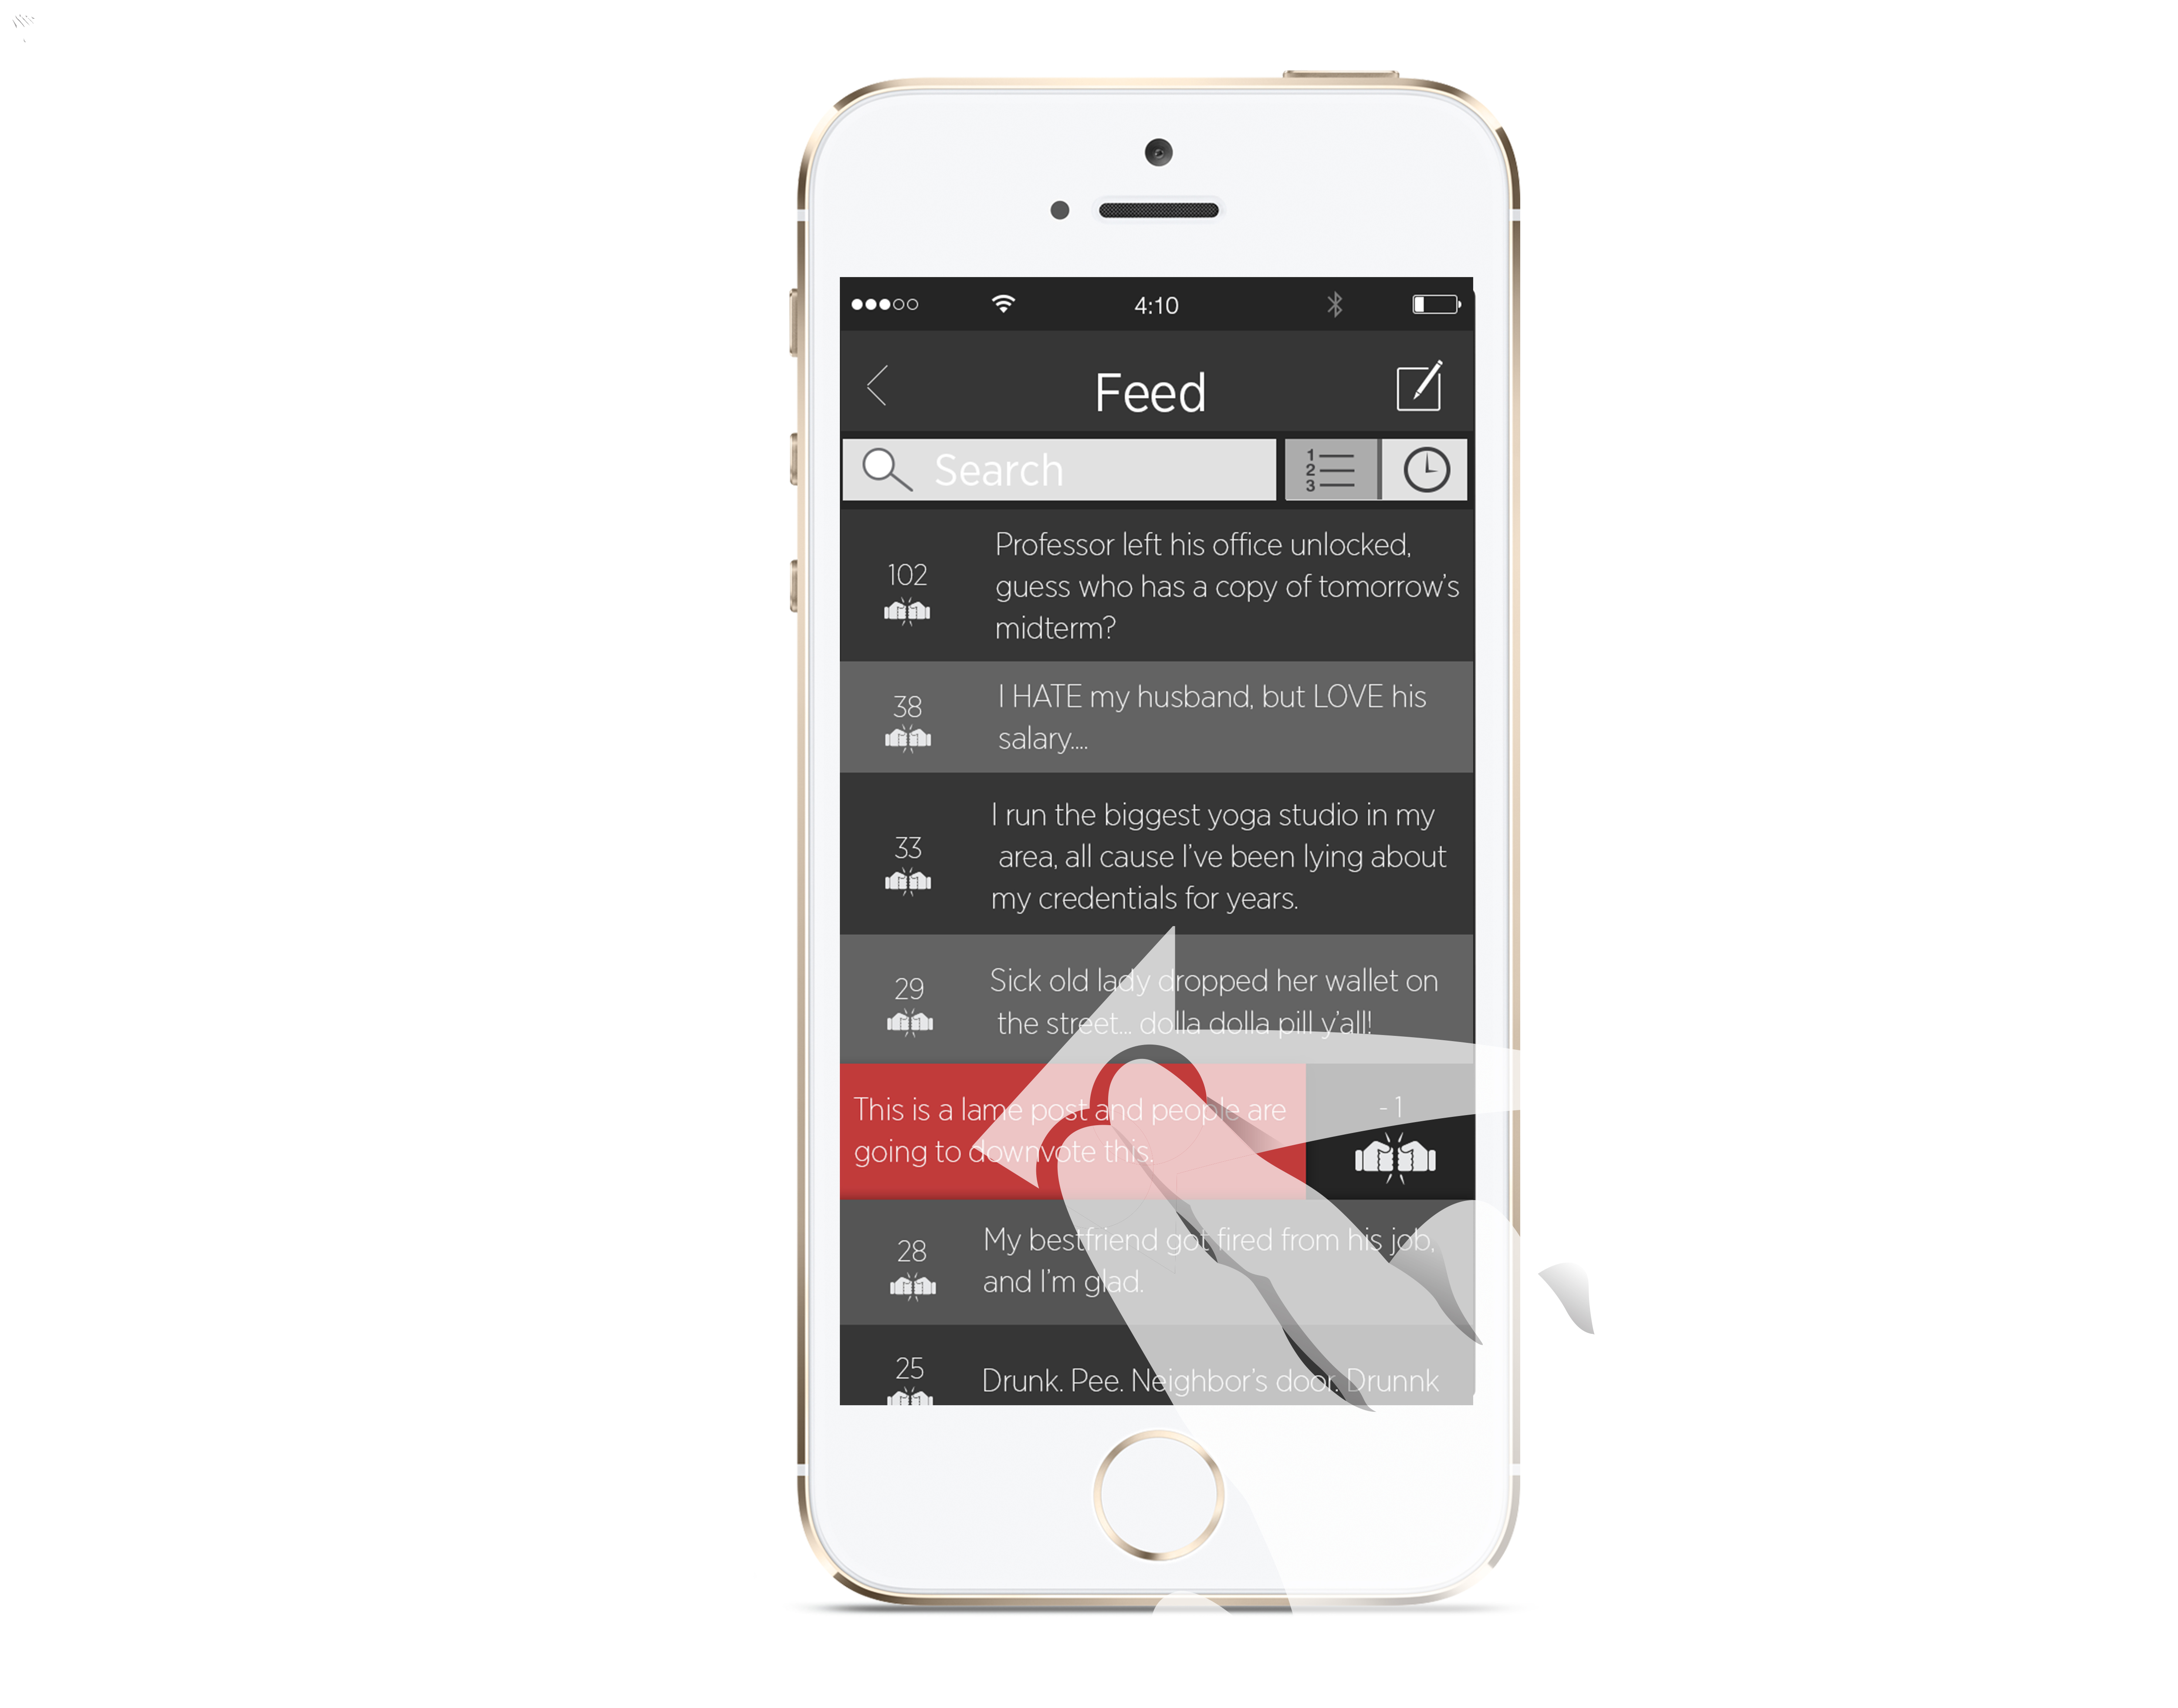 4:10
Feed
Search
1
2
3
102
Professor left his office unlocked,
guess who has a copy of tomorrow's
midterm?
38
I HATE my husband, but LOVE his
salary....
33
I run the biggest yoga studio in my
area, all cause I've been lying about
my credentials for years.
29
Sick old lady dropped her wallet on
the street... dolla dolla pill y'all!
This is a lame post and people are
going to downvote this.
- 1
28
My bestfriend got fired from his job,
and I'm glad.
25
Drunk. Pee. Neighbor's door. Drunnk